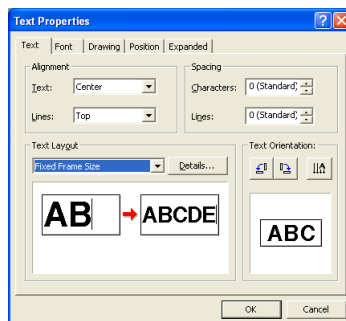 Text Properties
Text Font Drawing Position Expanded
Alignment
Text: Center
Lines: Top
Spacing
Characters: 0 (Standard)
Lines: 0 (Standard)
Text Layout
Fixed Frame Size Details...
AB ABCDE
Text Orientation:
ABC
OK Cancel